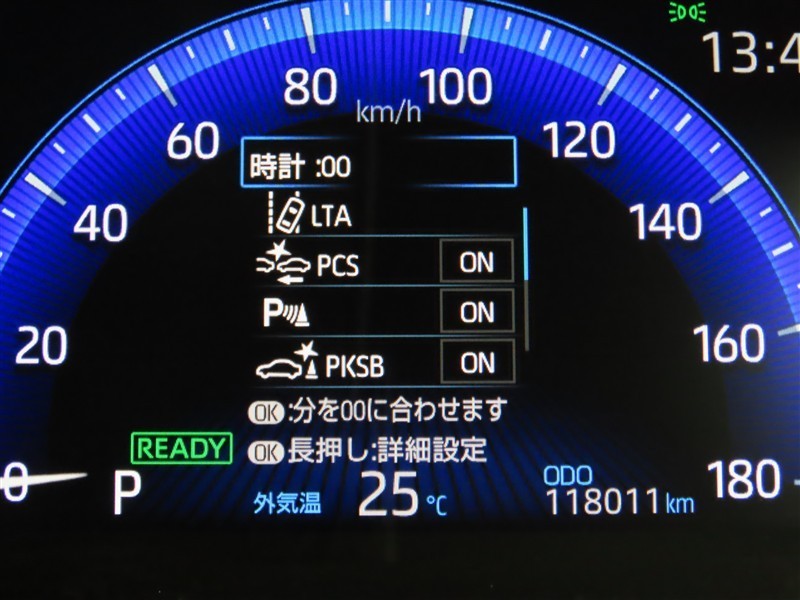 13:4
80
100
km/h
60
120
時計 :00
LTA
40
140
PCS ON
P ON
20
160
PKSB ON
OK:分を00に合わせます
READY
OK長押し:詳細設定
0
P
外気温 25℃
ODO
118011km
180